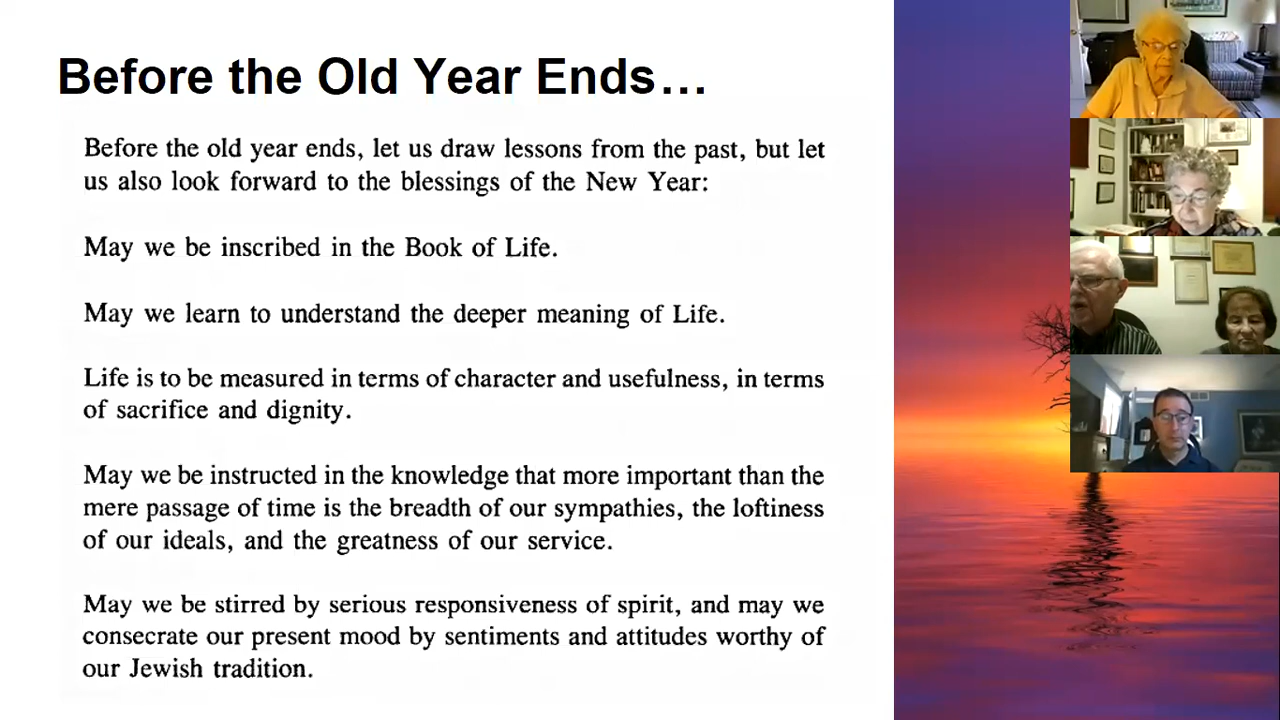 Before the Old Year Ends…
Before the old year ends, let us draw lessons from the past, but let
us also look forward to the blessings of the New Year:
May we be inscribed in the Book of Life.
May we learn to understand the deeper meaning of Life.
Life is to be measured in terms of character and usefulness, in terms
of sacrifice and dignity.
May we be instructed in the knowledge that more important than the
mere passage of time is the breadth of our sympathies, the loftiness
of our ideals, and the greatness of our service.
May we be stirred by serious responsiveness of spirit, and may we
consecrate our present mood by sentiments and attitudes worthy of
our Jewish tradition.